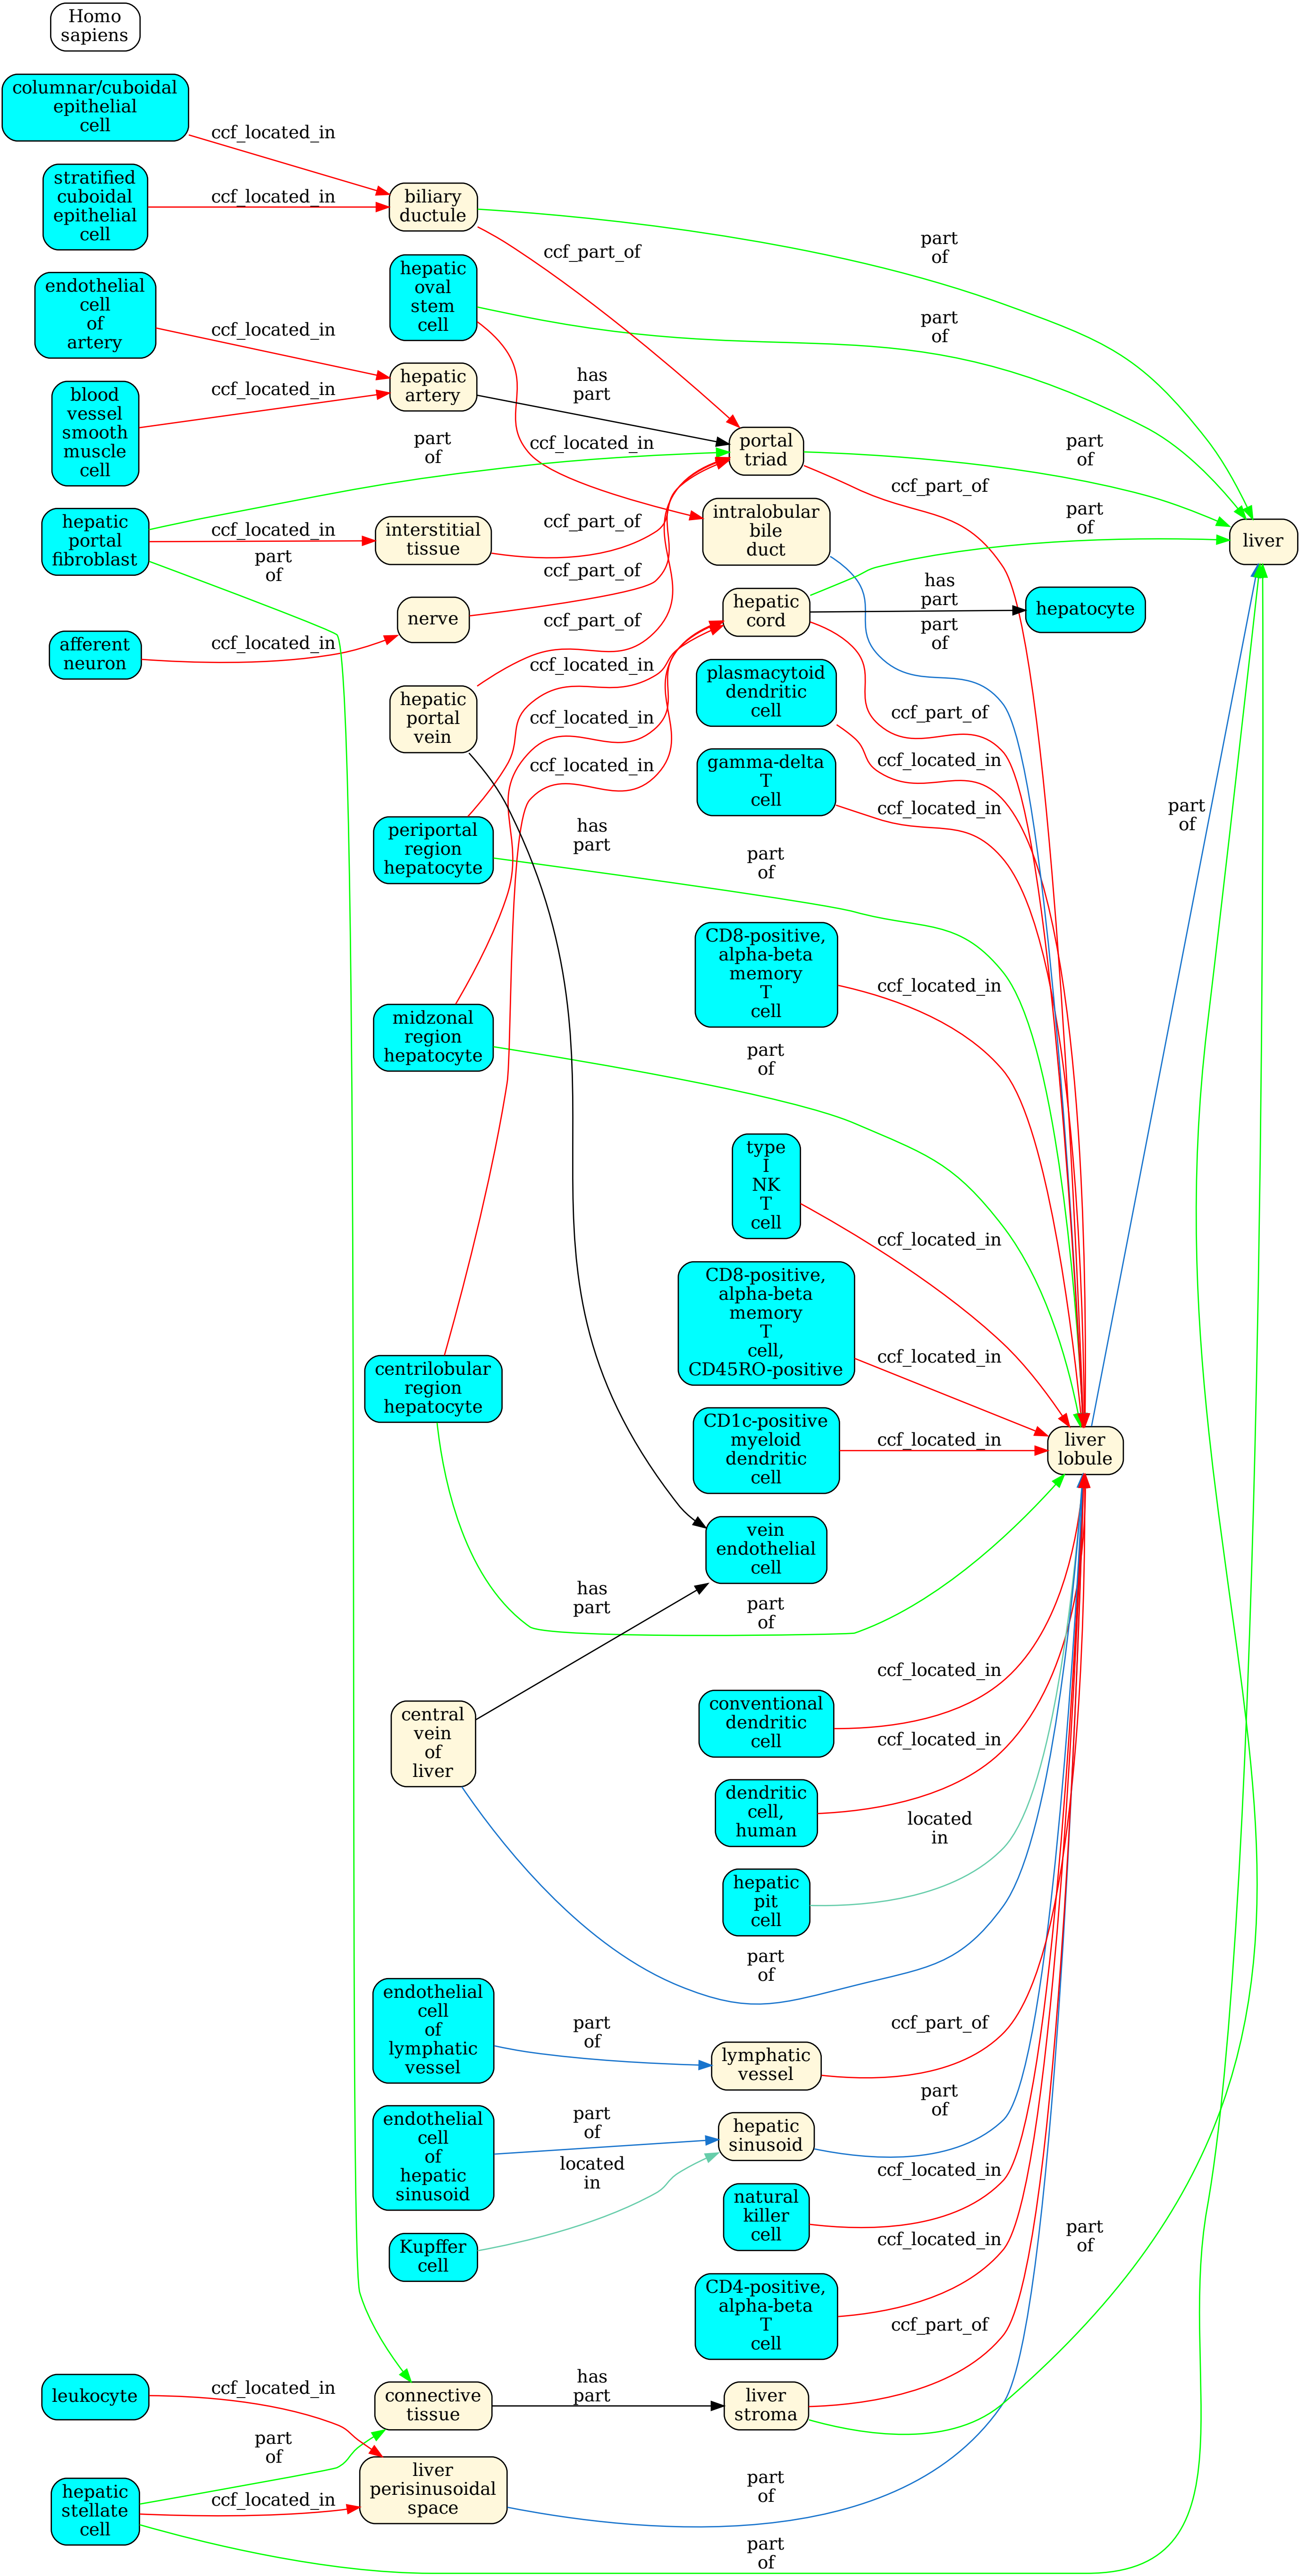 Homo
sapiens
columnar/cuboidal
epithelial
cell
ccf_located_in
stratified
cuboidal
epithelial
cell
ccf_located_in
biliary
ductule
part
of
ccf_part_of
hepatic
oval
stem
cell
part
of
endothelial
cell
of
artery
ccf_located_in
hepatic
artery
has
part
blood
vessel
smooth
muscle
cell
ccf_located_in
part
of
ccf_located_in
portal
triad
part
of
ccf_part_of
hepatic
portal
fibroblast
ccf_located_in
part
of
interstitial
tissue
ccf_part_of
intralobular
bile
duct
part
of
liver
nerve
ccf_part_of
hepatic
cord
has
part
hepatocyte
part
of
afferent
neuron
ccf_located_in
ccf_part_of
hepatic
portal
vein
ccf_located_in
ccf_located_in
ccf_located_in
plasmacytoid
dendritic
cell
ccf_part_of
ccf_located_in
gamma-delta
T
cell
ccf_located_in
part
of
periportal
region
hepatocyte
has
part
part
of
CD8-positive,
alpha-beta
memory
T
cell
ccf_located_in
midzonal
region
hepatocyte
part
of
type
I
NK
T
cell
ccf_located_in
CD8-positive,
alpha-beta
memory
T
cell,
CD45RO-positive
ccf_located_in
centrilobular
region
hepatocyte
CD1c-positive
myeloid
dendritic
cell
ccf_located_in
liver
lobule
vein
endothelial
cell
has
part
part
of
central
vein
of
liver
conventional
dendritic
cell
ccf_located_in
dendritic
cell,
human
ccf_located_in
hepatic
pit
cell
located
in
part
of
endothelial
cell
of
lymphatic
vessel
part
of
lymphatic
vessel
ccf_part_of
endothelial
cell
of
hepatic
sinusoid
part
of
hepatic
sinusoid
part
of
located
in
Kupffer
cell
natural
killer
cell
ccf_located_in
ccf_located_in
part
of
CD4-positive,
alpha-beta
T
cell
ccf_part_of
leukocyte
ccf_located_in
connective
tissue
has
part
liver
stroma
part
of
liver
perisinusoidal
space
part
of
hepatic
stellate
cell
ccf_located_in
part
of